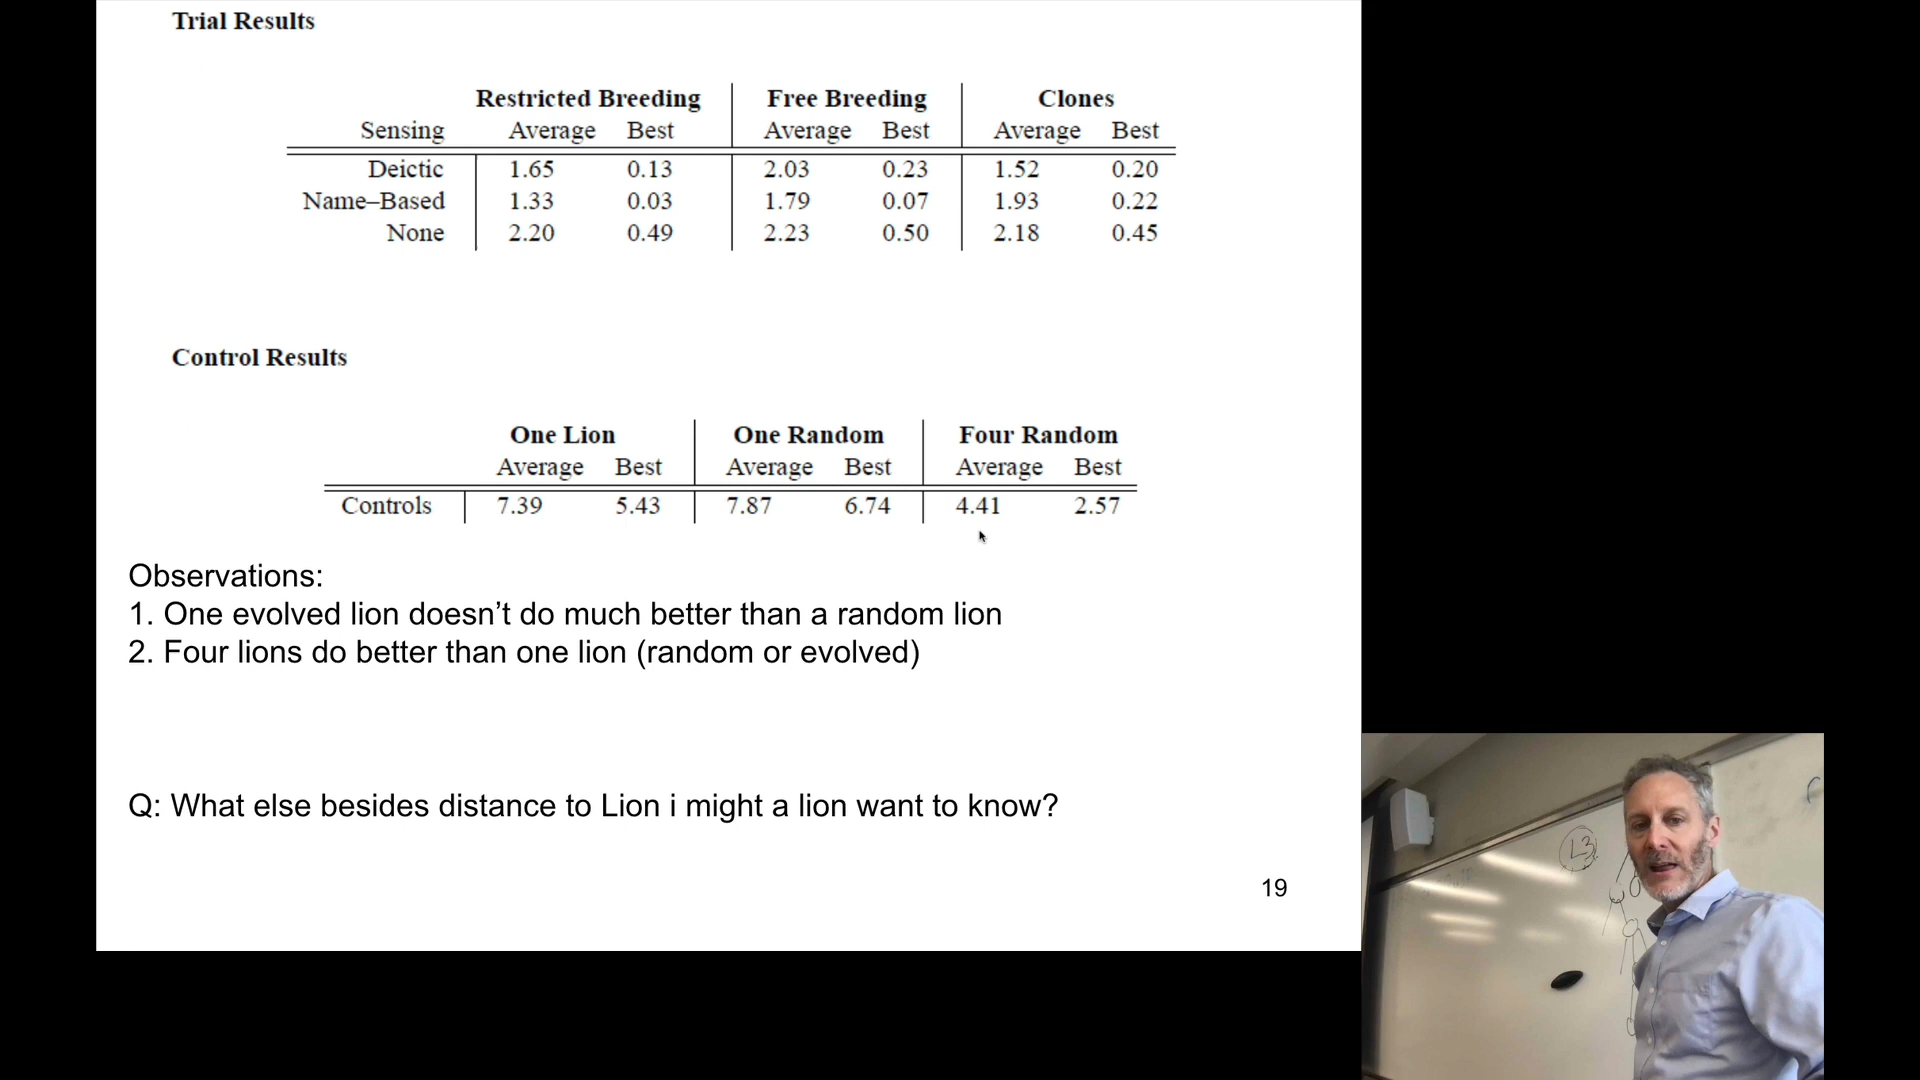 Trial Results
Restricted Breeding Free Breeding Clones
Sensing Average Best Average Best Average Best
Deictic 1.65 0.13 2.03 0.23 1.52 0.20
Name–Based 1.33 0.03 1.79 0.07 1.93 0.22
None 2.20 0.49 2.23 0.50 2.18 0.45
Control Results
One Lion One Random Four Random
Average Best Average Best Average Best
Controls 7.39 5.43 7.87 6.74 4.41 2.57
Observations:
1. One evolved lion doesn’t do much better than a random lion
2. Four lions do better than one lion (random or evolved)
Q: What else besides distance to Lion i might a lion want to know?
19
L3